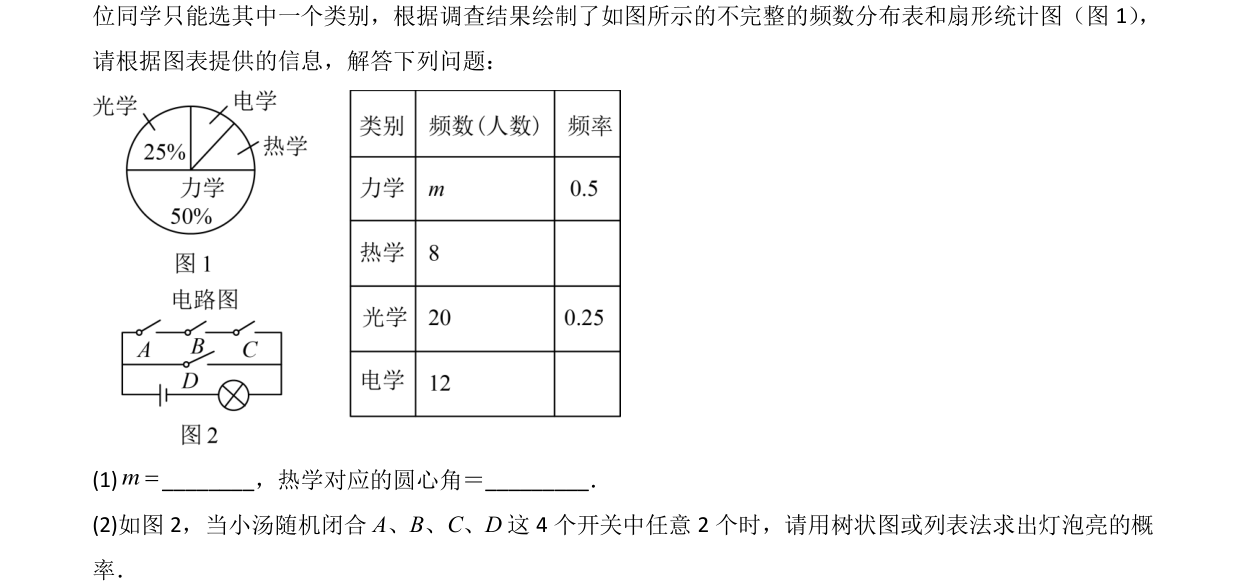 位同学只能选其中一个类别，根据调查结果绘制了如图所示的不完整的频数分布表和扇形统计图（图 1），
请根据图表提供的信息，解答下列问题：
光学
电学
热学
25%
力学
50%
图 1
电路图
A
B
C
D
图 2
类别 频数(人数) 频率
力学 m 0.5
热学 8
光学 20 0.25
电学 12
(1) m = ________，热学对应的圆心角＝_________．
(2)如图 2，当小汤随机闭合 A、B、C、D 这 4 个开关中任意 2 个时，请用树状图或列表法求出灯泡亮的概
率．